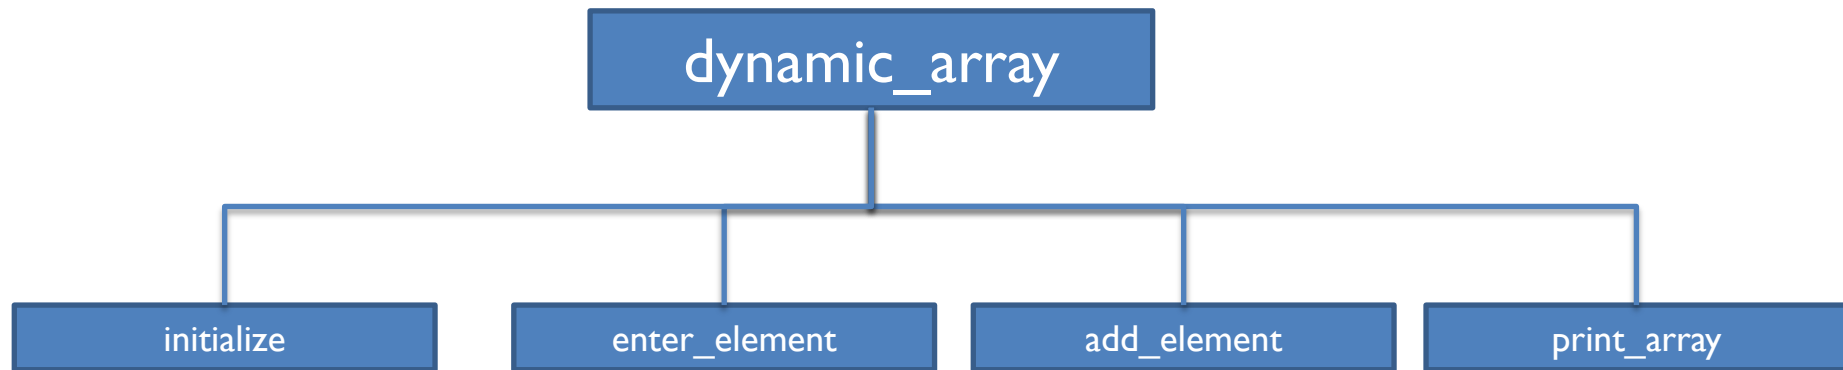 dynamic_array
initialize
enter_element
add_element
print_array